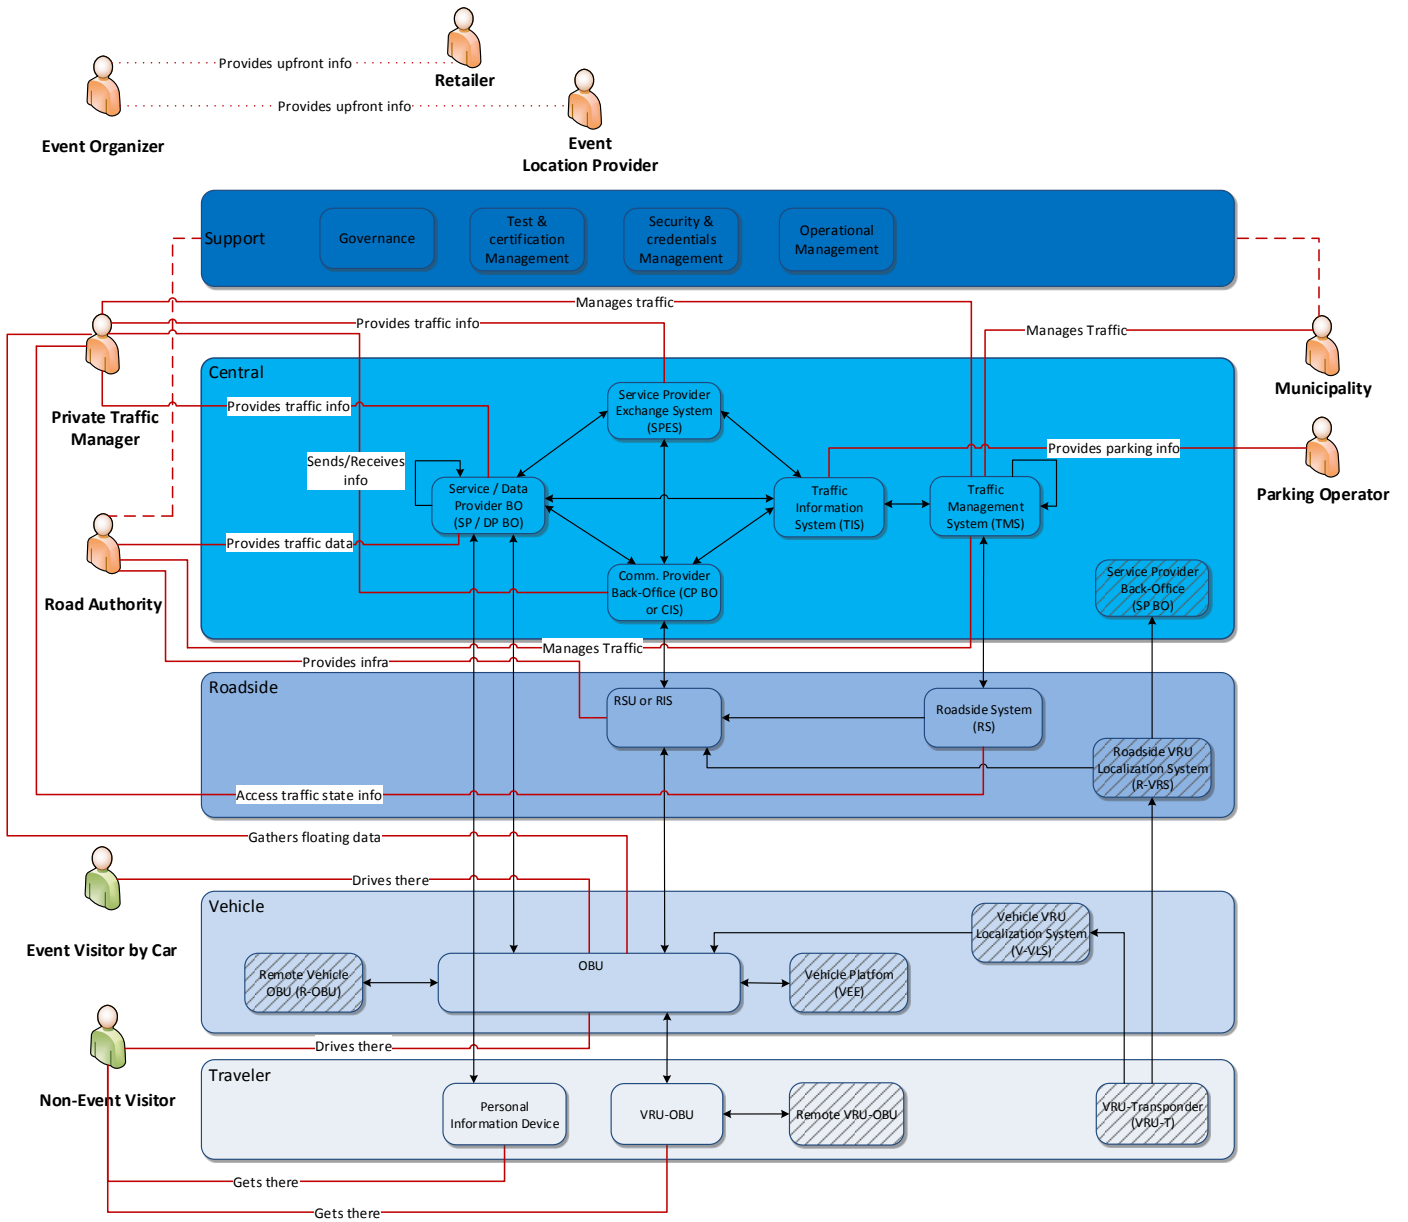 Provides upfront info
Retailer
Provides upfront info
Event Organizer
Event
Location Provider
Support
Governance
Test &
certification
Management
Security &
credentials
Management
Operational
Management
Manages traffic
Provides traffic info
Manages Traffic
Municipality
Private Traffic
Manager
Central
Service Provider
Exchange System
(SPES)
Provides traffic info
Provides parking info
Parking Operator
Sends/Receives
info
Service / Data
Provider BO
(SP / DP BO)
Traffic
Information
System (TIS)
Traffic
Management
System (TMS)
Provides traffic data
Road Authority
Comm. Provider
Back-Office (CP BO
or CIS)
Service Provider
Back-Office
(SP BO)
Manages Traffic
Provides infra
Roadside
RSU or RIS
Roadside System
(RS)
Roadside VRU
Localization System
(R-VRS)
Access traffic state info
Gathers floating data
Drives there
Event Visitor by Car
Vehicle
Vehicle VRU
Localization System
(V-VLS)
OBU
Remote Vehicle
OBU (R-OBU)
Vehicle Platfom
(VEE)
Drives there
Non-Event Visitor
Traveler
Personal
Information Device
VRU-OBU
Remote VRU-OBU
VRU-Transponder
(VRU-T)
Gets there
Gets there